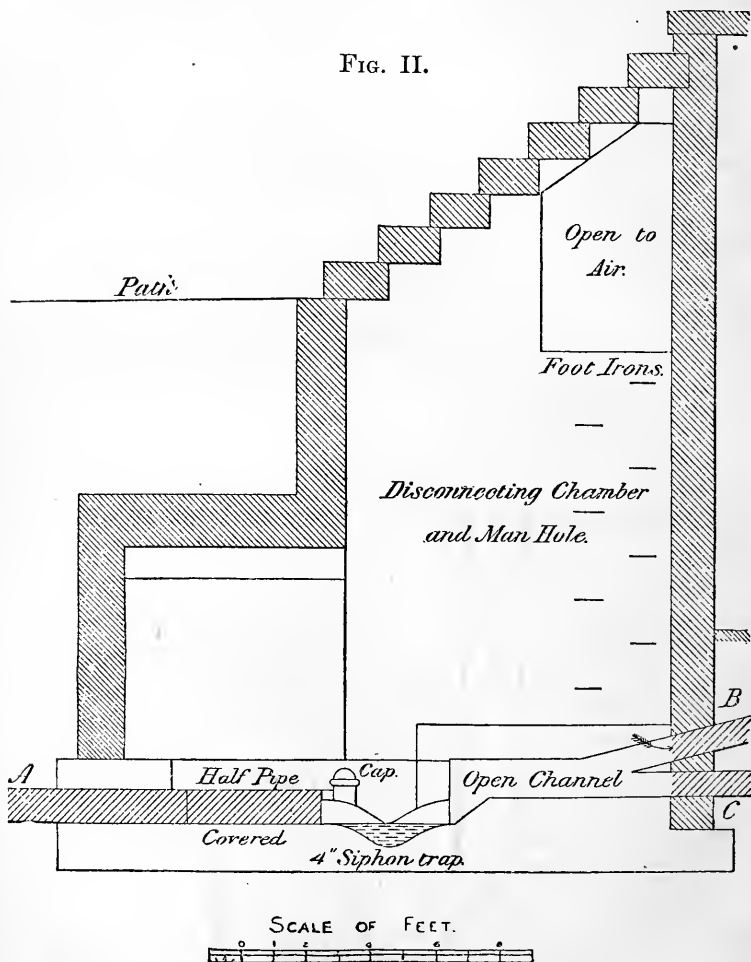 FIG. II.
Open to
Air.
Path.
Foot Irons.
Disconnecting Chamber
and Man Hole.
B
A
Half Pipe
Cap.
Open Channel
C
Covered
4" Siphon trap.
SCALE OF FEET.
0 1 2 4 6 8